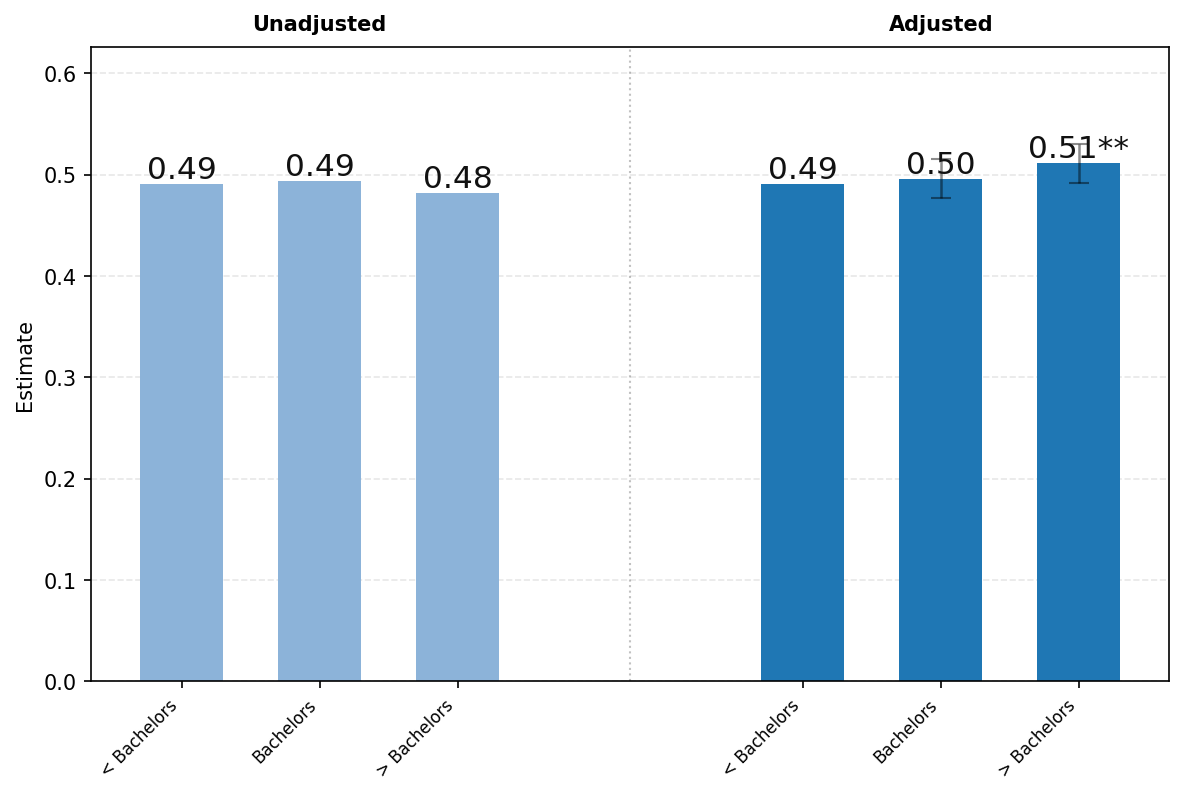 Unadjusted
Adjusted
Estimate
0.6
0.5
0.4
0.3
0.2
0.1
0.0
0.49
0.49
0.48
0.49
0.50
0.51**
< Bachelors
Bachelors
> Bachelors
< Bachelors
Bachelors
> Bachelors